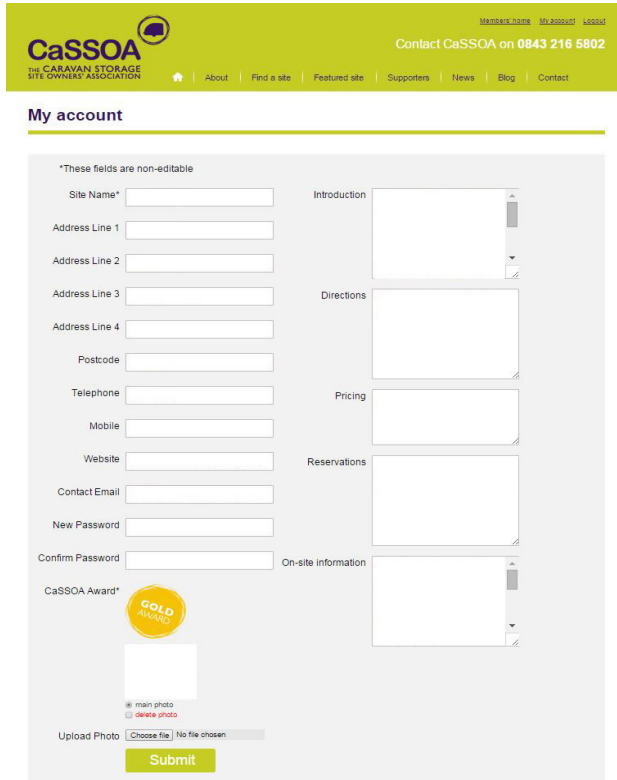 Members' home My account Logout
CaSSOA
THE CARAVAN STORAGE
SITE OWNERS' ASSOCIATION
Contact CaSSOA on 0843 216 5802
About Find a site Featured site Supporters News Blog Contact
My account
*These fields are non-editable
Site Name*
Address Line 1
Address Line 2
Address Line 3
Address Line 4
Postcode
Telephone
Mobile
Website
Contact Email
New Password
Confirm Password
CaSSOA Award*
GOLD
AWARD
main photo
delete photo
Upload Photo Choose file No file chosen
Submit
Introduction
Directions
Pricing
Reservations
On-site information